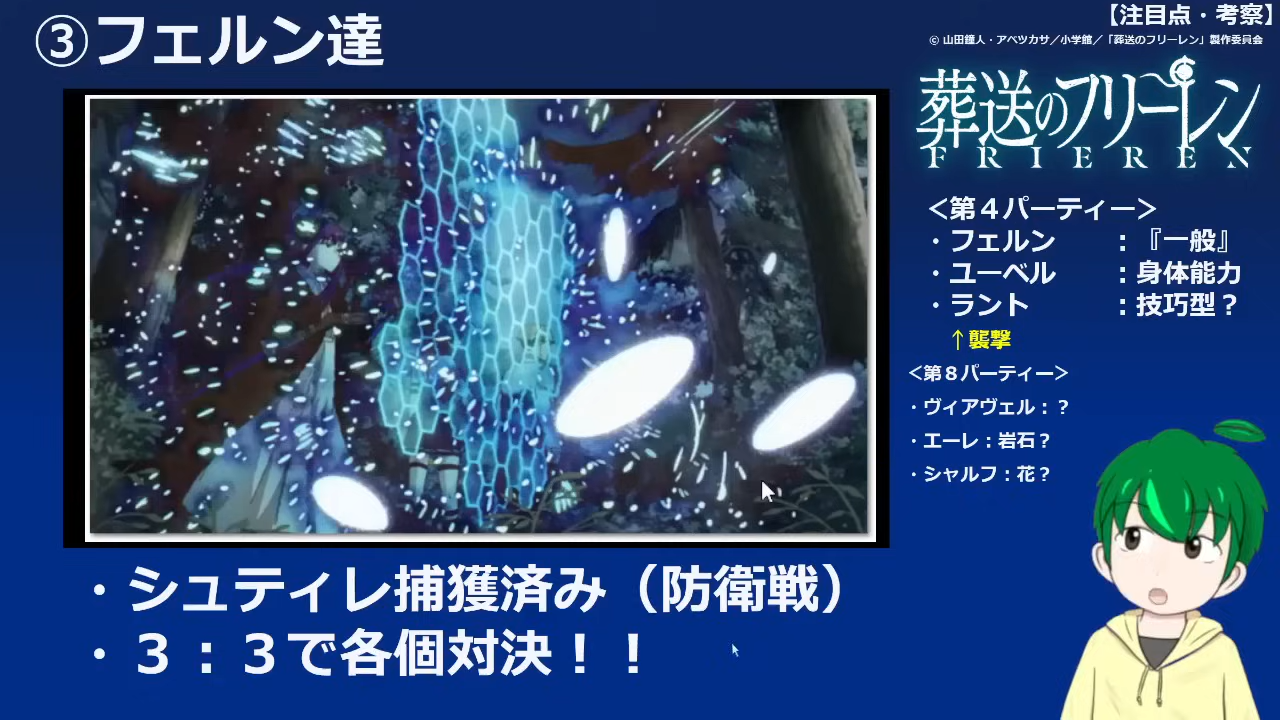 ③フェルン達
【注目点・考察】
© 山田鐘人・アベツカサ／小学館／「葬送のフリーレン」製作委員会
葬送のフリーレン
FRIEREN
＜第４パーティー＞
・フェルン　：『一般』
・ユーベル　：身体能力
・ラント　：技巧型？
↑襲撃
＜第８パーティー＞
・ヴィアヴェル：？
・エーレ：岩石？
・シャルフ：花？
・シュティレ捕獲済み（防衛戦）
・３：３で各個対決！！